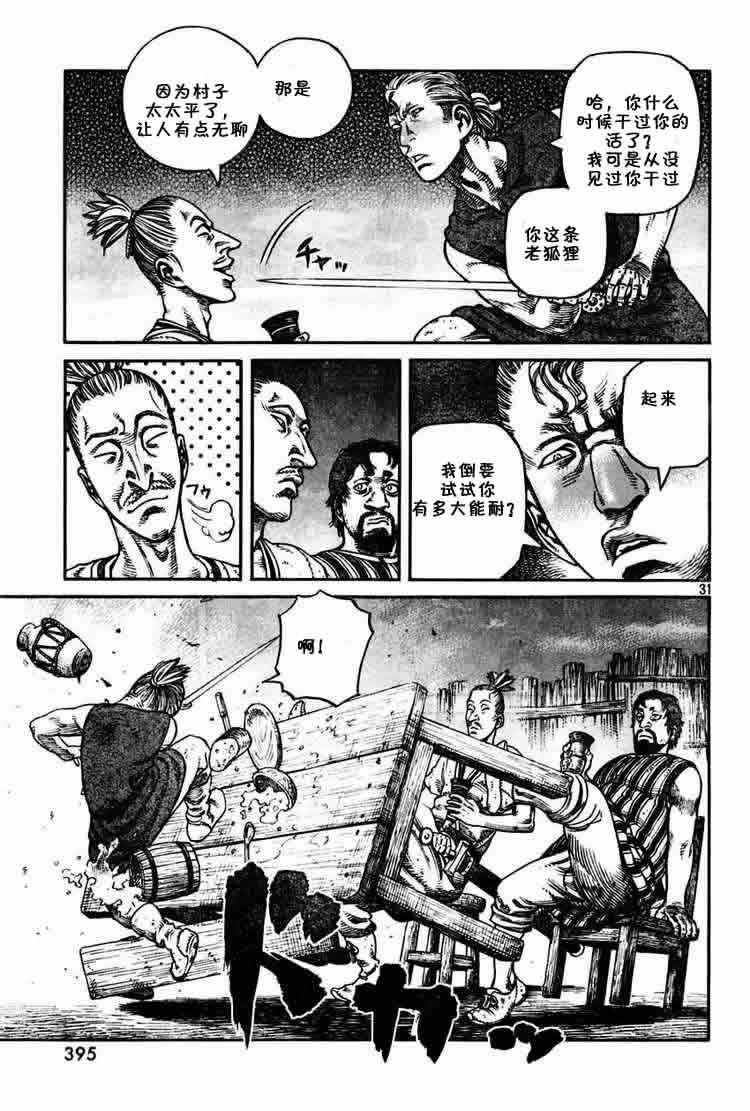 哈，你什么
时候干过你的
活了？
我可是从没
见过你干过
你这条
老狐狸
那是
因为村子
太太平了，
让人有点无聊
チャッ
起来
我倒要
试试你
有多大能耐？
フゥ
31
啊！
ドカッ
395